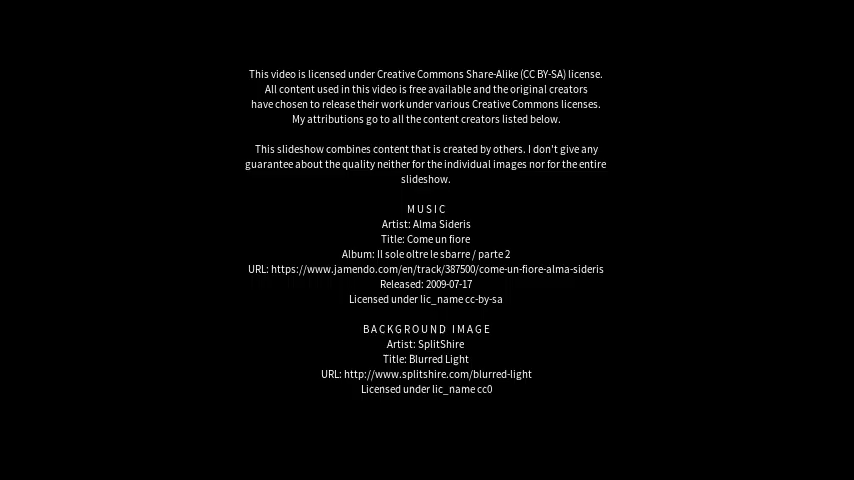 This video is licensed under Creative Commons Share-Alike (CC BY-SA) license.
All content used in this video is free available and the original creators
have chosen to release their work under various Creative Commons licenses.
My attributions go to all the content creators listed below.
This slideshow combines content that is created by others. I don't give any
guarantee about the quality neither for the individual images nor for the entire
slideshow.
MUSIC
Artist: Alma Sideris
Title: Come un fiore
Album: Il sole oltre le sbarre / parte 2
URL: https://www.jamendo.com/en/track/387500/come-un-fiore-alma-sideris
Released: 2009-07-17
Licensed under lic_name cc-by-sa
BACKGROUND IMAGE
Artist: SplitShire
Title: Blurred Light
URL: http://www.splitshire.com/blurred-light
Licensed under lic_name cc0